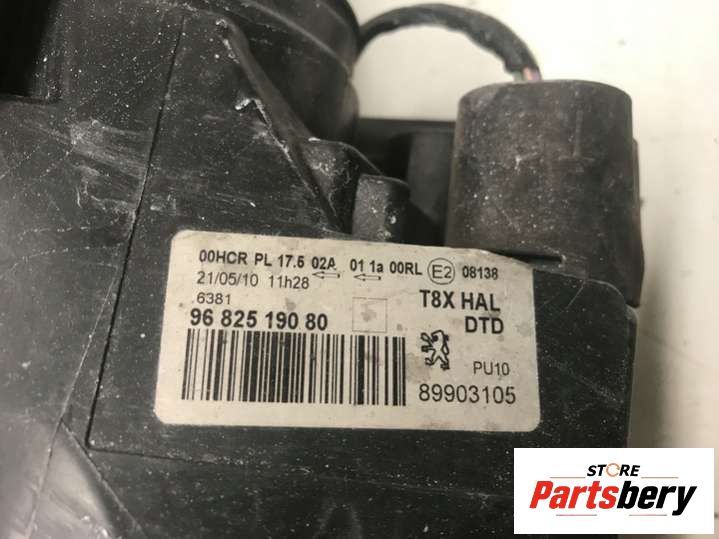 00HCR PL 17.5 02A 01 1a 00RL E2 08138
21/05/10 11h28
6381
T8X HAL
96 825 190 80
DTD
PU10
89903105
STORE
Partsbery